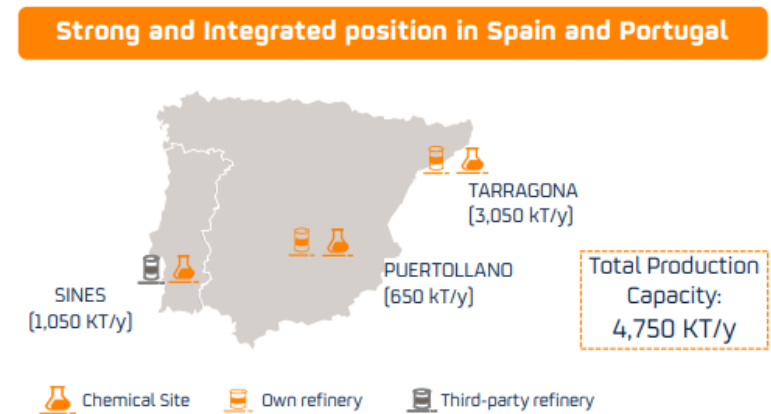 Strong and Integrated position in Spain and Portugal
TARRAGONA
(3,050 kT/y)
PUERTOLLANO
(650 kT/y)
SINES
(1,050 KT/y)
Total Production
Capacity:
4,750 KT/y
Chemical Site
Own refinery
Third-party refinery